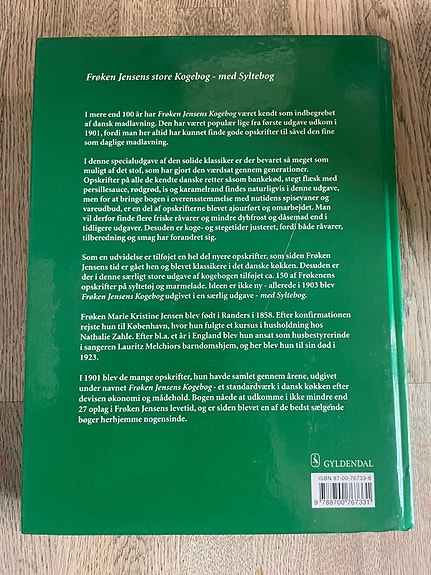 Frøken Jensens store Kogebog - med Syltebog
I mere end 100 år har Frøken Jensens Kogebog været kendt som indbegrebet
af dansk madlavning. Den har været populær lige fra første udgave udkom i
1901, fordi man her altid har kunnet finde gode opskrifter til såvel den fine
som daglige madlavning.
I denne specialudgave af den solide klassiker er der bevaret så meget som
muligt af det stof, som har gjort den værdsat gennem generationer.
Opskrifter på alle de kendte danske retter såsom bankekød, stegt flæsk med
persillesauce, rødgrød, is og karamelrand findes naturligvis i denne udgave,
men for at bringe bogen i overensstemmelse med nutidens spisevaner og
vareudbud, er en del af opskrifterne blevet ajourført og omarbejdet. Man
vil derfor finde flere friske råvarer og mindre dybfrost og dåsemad end i
tidligere udgaver. Desuden er koge- og stegetider justeret, fordi både råvarer,
tilberedning og smag har forandret sig.
Som en udvidelse er tilføjet en hel del nyere opskrifter, som siden Frøken
Jensens tid er gået hen og blevet klassikere i det danske køkken. Desuden er
der i denne særligt store udgave af kogebogen tilføjet ca. 150 af Frøkenens
opskrifter på syltetøj og marmelade. Ideen er ikke ny - allerede i 1903 blev
Frøken Jensens Kogebog udgivet i en særlig udgave - med Syltebog.
Frøken Marie Kristine Jensen blev født i Randers i 1858. Efter konfirmationen
rejste hun til København, hvor hun fulgte et kursus i husholdning hos
Nathalie Zahle. Efter bl.a. et år i England blev hun ansat som husbestyrerinde
i sangeren Lauritz Melchiors barndomshjem, og her blev hun til sin død i
1923.
I 1901 blev de mange opskrifter, hun havde samlet gennem årene, udgivet
under navnet Frøken Jensens Kogebog - et standardværk i dansk køkken efter
devisen økonomi og mådehold. Bogen nåede at udkomme i ikke mindre end
27 oplag i Frøken Jensens levetid, og er siden blevet en af de bedst sælgende
bøger herhjemme nogensinde.
GYLDENDAL
ISBN 87-00-76733-6
9 788700 767331